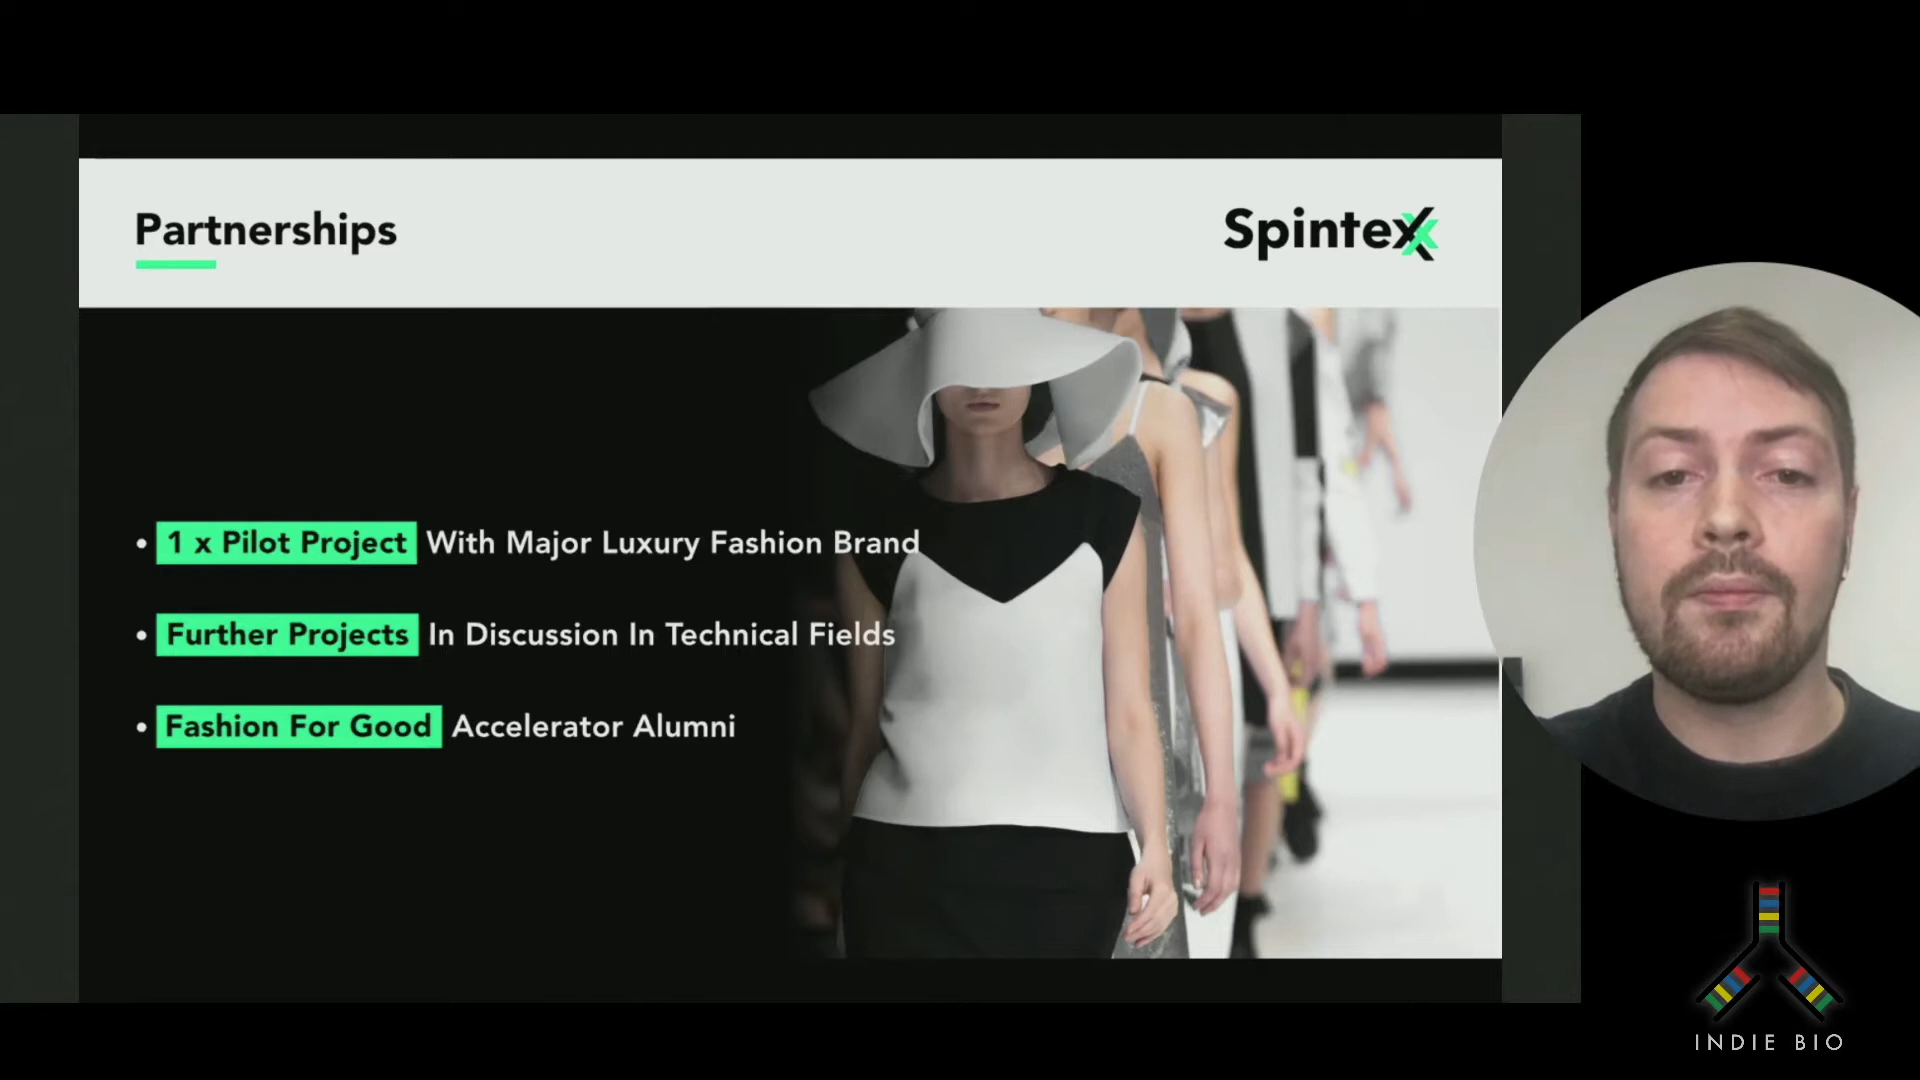 Partnerships
Spintex
• 1 x Pilot Project With Major Luxury Fashion Brand
• Further Projects In Discussion In Technical Fields
• Fashion For Good Accelerator Alumni
INDIE BIO